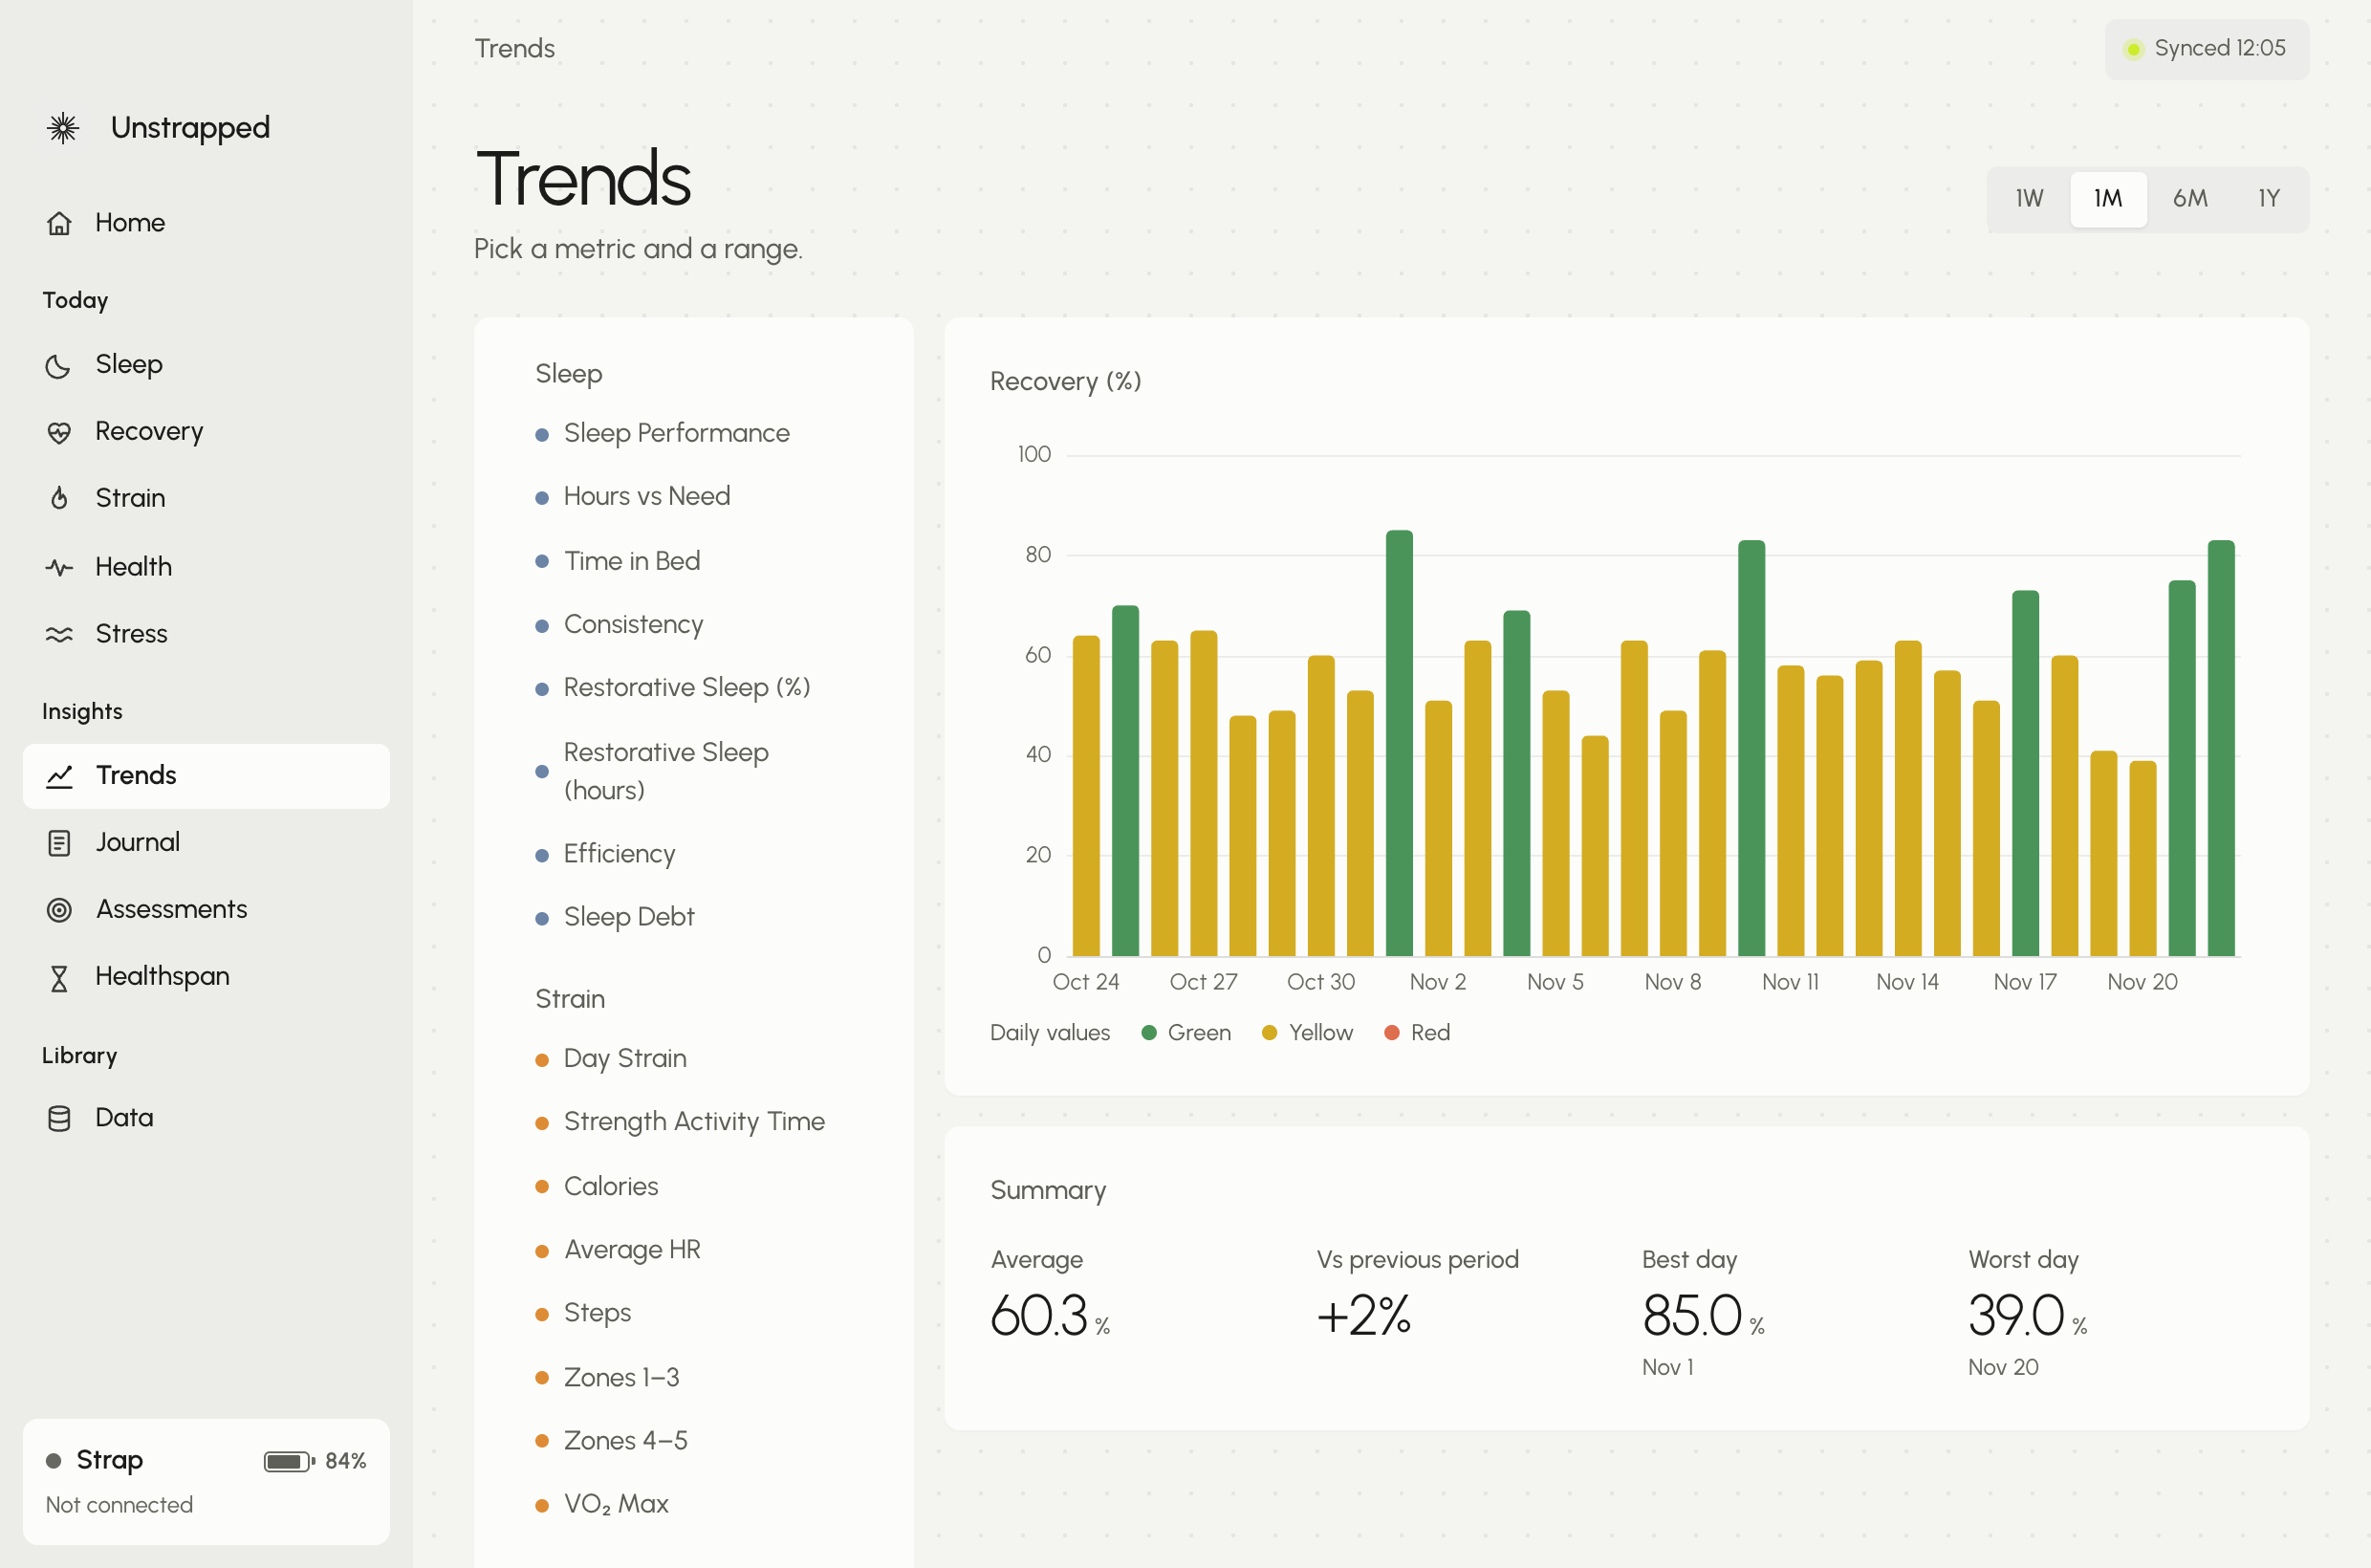 Unstrapped
Home
Today
Sleep
Recovery
Strain
Health
Stress
Insights
Trends
Journal
Assessments
Healthspan
Library
Data
Strap
84%
Not connected
Trends
Synced 12:05
Trends
Pick a metric and a range.
1W 1M 6M 1Y
Sleep
Sleep Performance
Hours vs Need
Time in Bed
Consistency
Restorative Sleep (%)
Restorative Sleep
(hours)
Efficiency
Sleep Debt
Strain
Day Strain
Strength Activity Time
Calories
Average HR
Steps
Zones 1–3
Zones 4–5
VO₂ Max
Recovery (%)
100
80
60
40
20
0
Oct 24 Oct 27 Oct 30 Nov 2 Nov 5 Nov 8 Nov 11 Nov 14 Nov 17 Nov 20
Daily values Green Yellow Red
Summary
Average Vs previous period Best day Worst day
60.3 % +2% 85.0 % 39.0 %
Nov 1 Nov 20